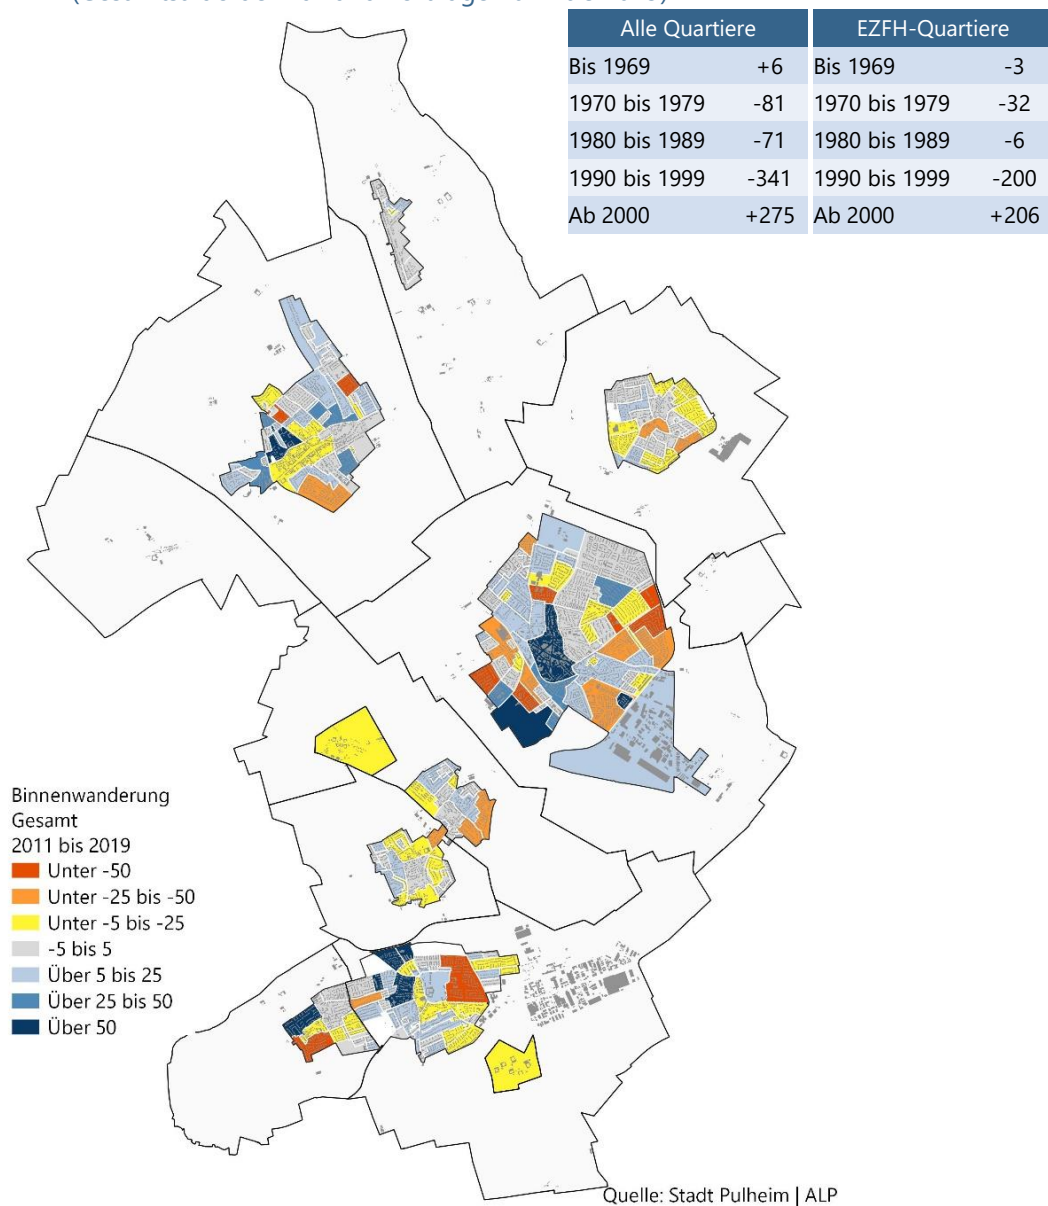 Alle Quartiere EZFH-Quartiere
Bis 1969 +6 Bis 1969 -3
1970 bis 1979 -81 1970 bis 1979 -32
1980 bis 1989 -71 1980 bis 1989 -6
1990 bis 1999 -341 1990 bis 1999 -200
Ab 2000 +275 Ab 2000 +206
Binnenwanderung
Gesamt
2011 bis 2019
Unter -50
Unter -25 bis -50
Unter -5 bis -25
-5 bis 5
Über 5 bis 25
Über 25 bis 50
Über 50
Quelle: Stadt Pulheim | ALP